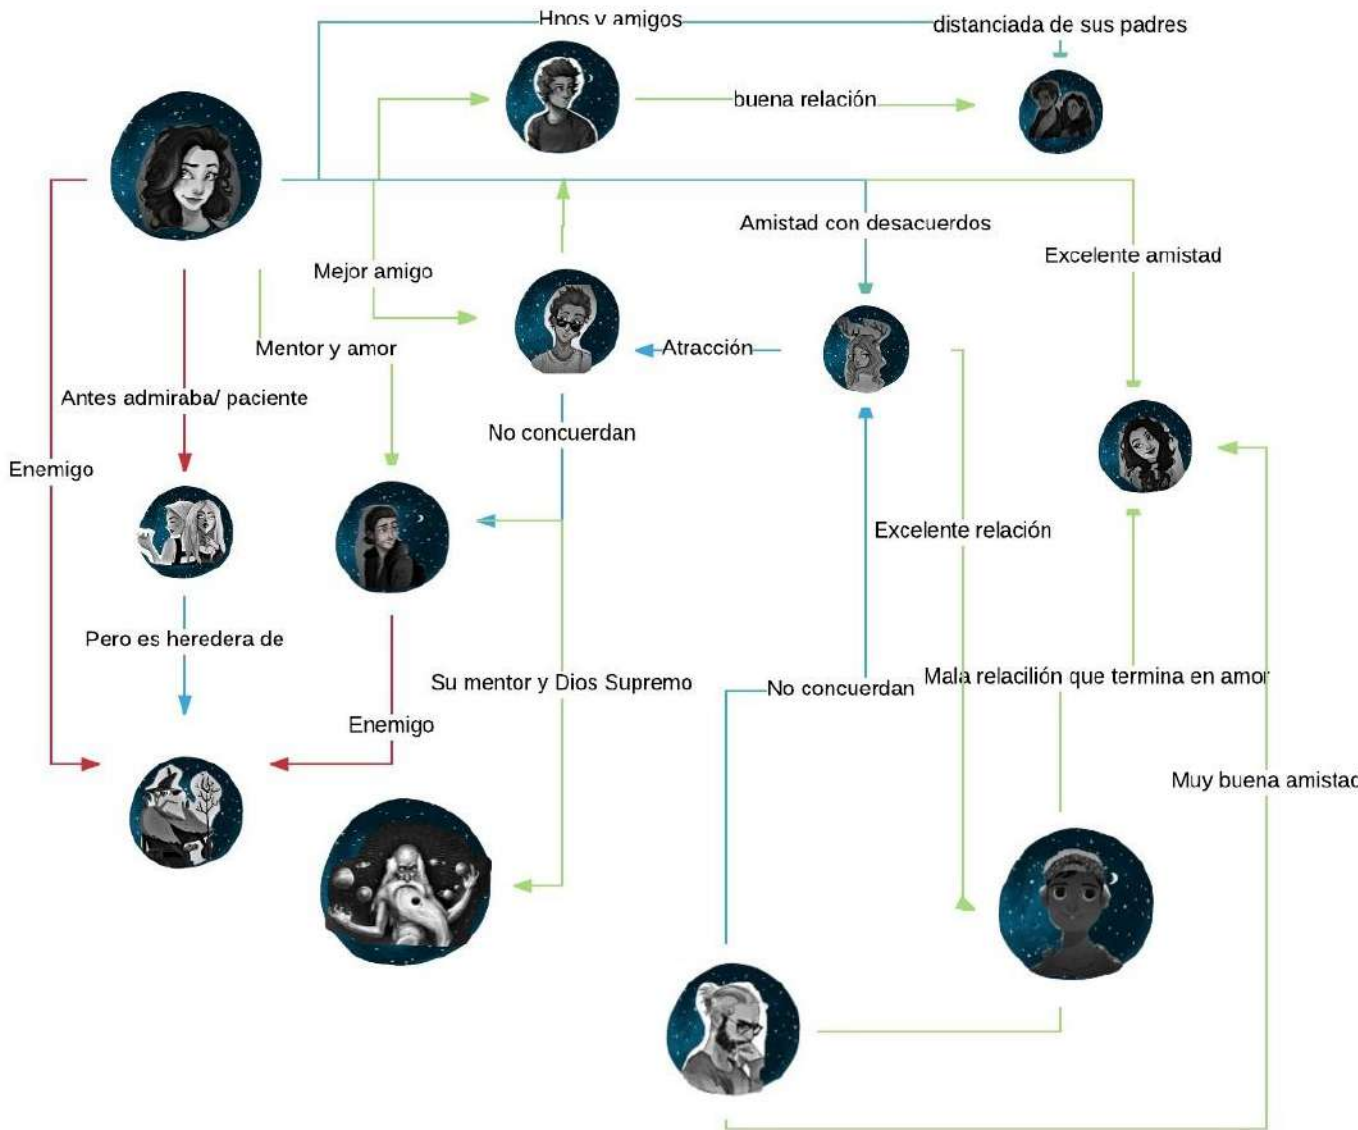 Hnos y amigos
distanciada de sus padres
buena relación
Amistad con desacuerdos
Excelente amistad
Mejor amigo
Mentor y amor
Atracción
Antes admiraba/ paciente
No concuerdan
Enemigo
Excelente relación
Pero es heredera de
Su mentor y Dios Supremo
Mala relacilión que termina en amor
No concuerdan
Enemigo
Muy buena amistad